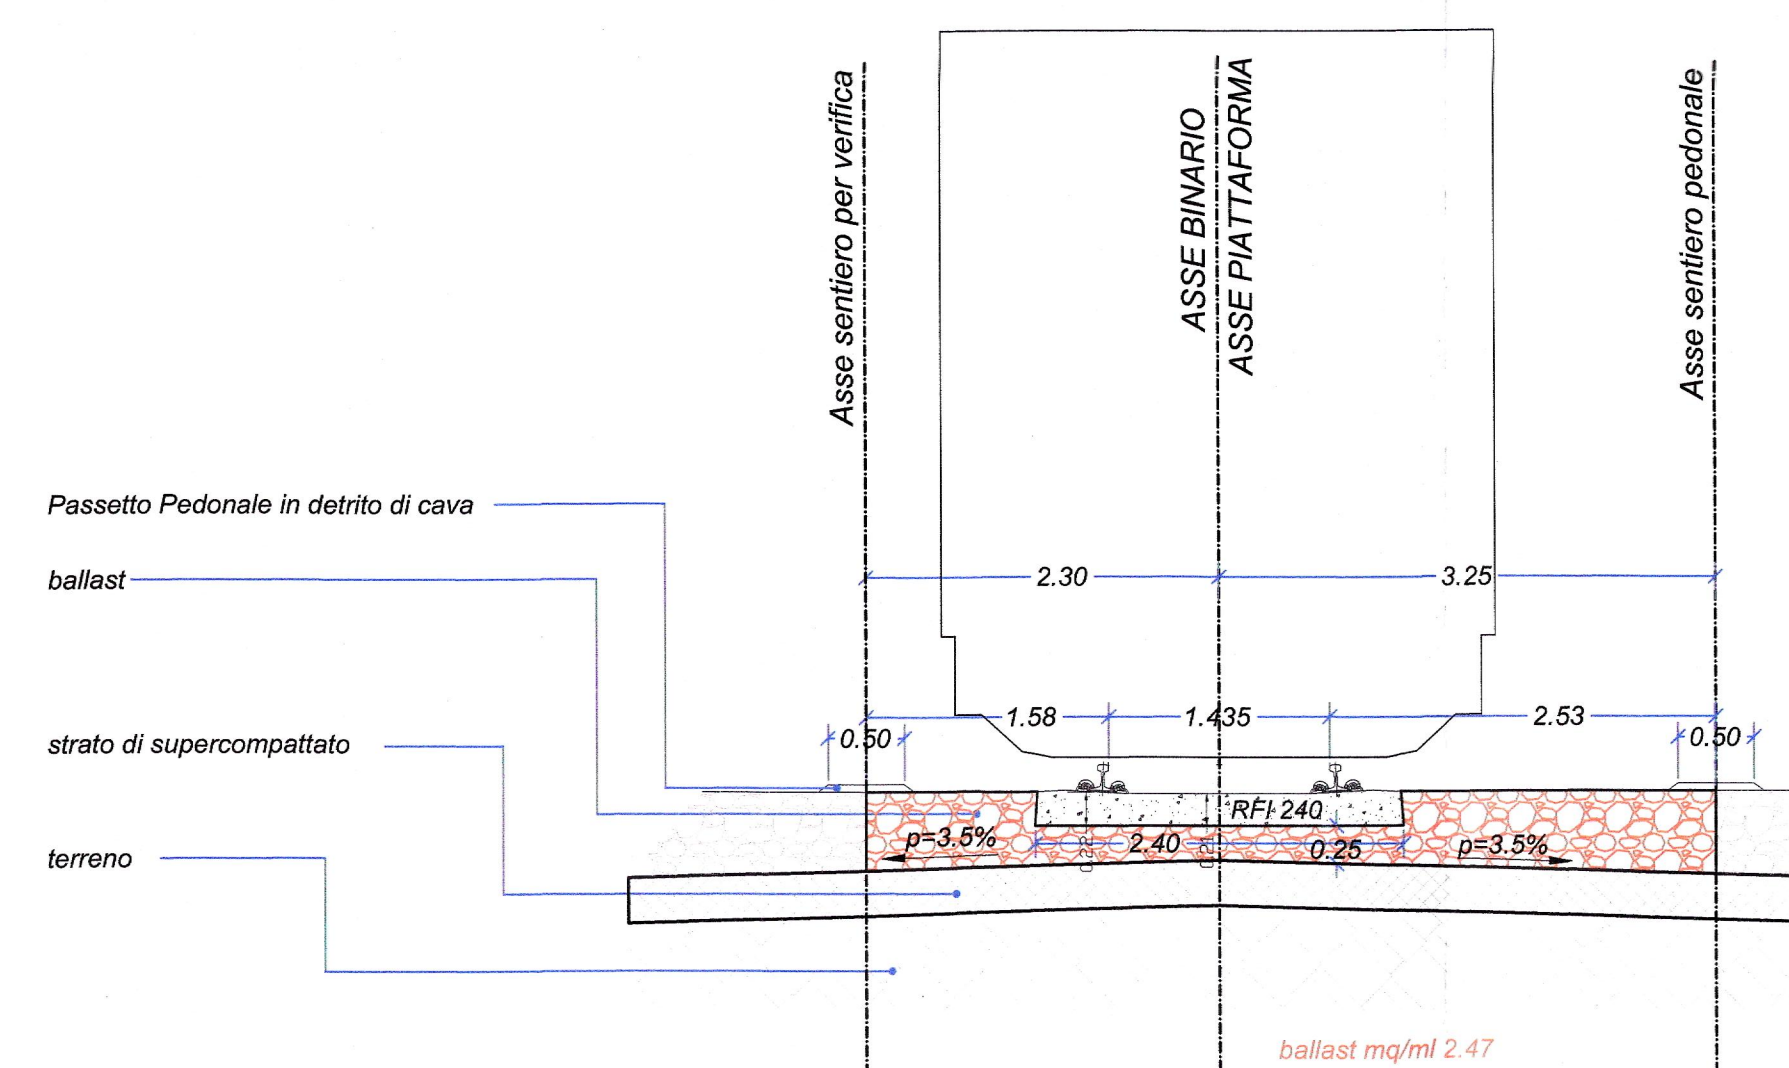 Asse sentiero per verifica
ASSE BINARIO
ASSE PIATTAFORMA
Asse sentiero pedonale
Passetto Pedonale in detrito di cava
ballast
2.30
3.25
1.58
1.435
2.53
strato di supercompattato
0.50
0.50
RFI 240
terreno
p=3.5%
2.40
0.25
p=3.5%
ballast mq/ml 2.47